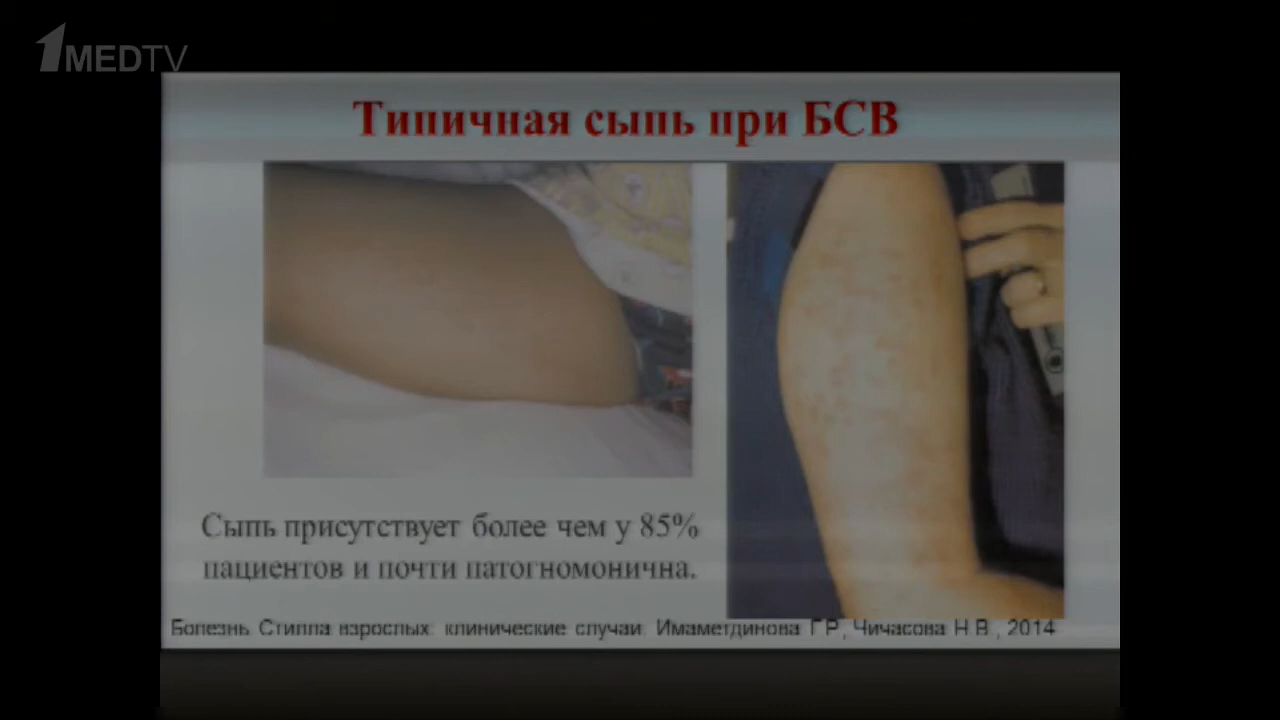 1MEDTV
Типичная сыпь при БСВ
Сыпь присутствует более чем у 85%
пациентов и почти патогномонична.
Болезнь Стилла взрослых: клинические случаи. Имаметдинова Г.Р., Чичасова Н.В., 2014